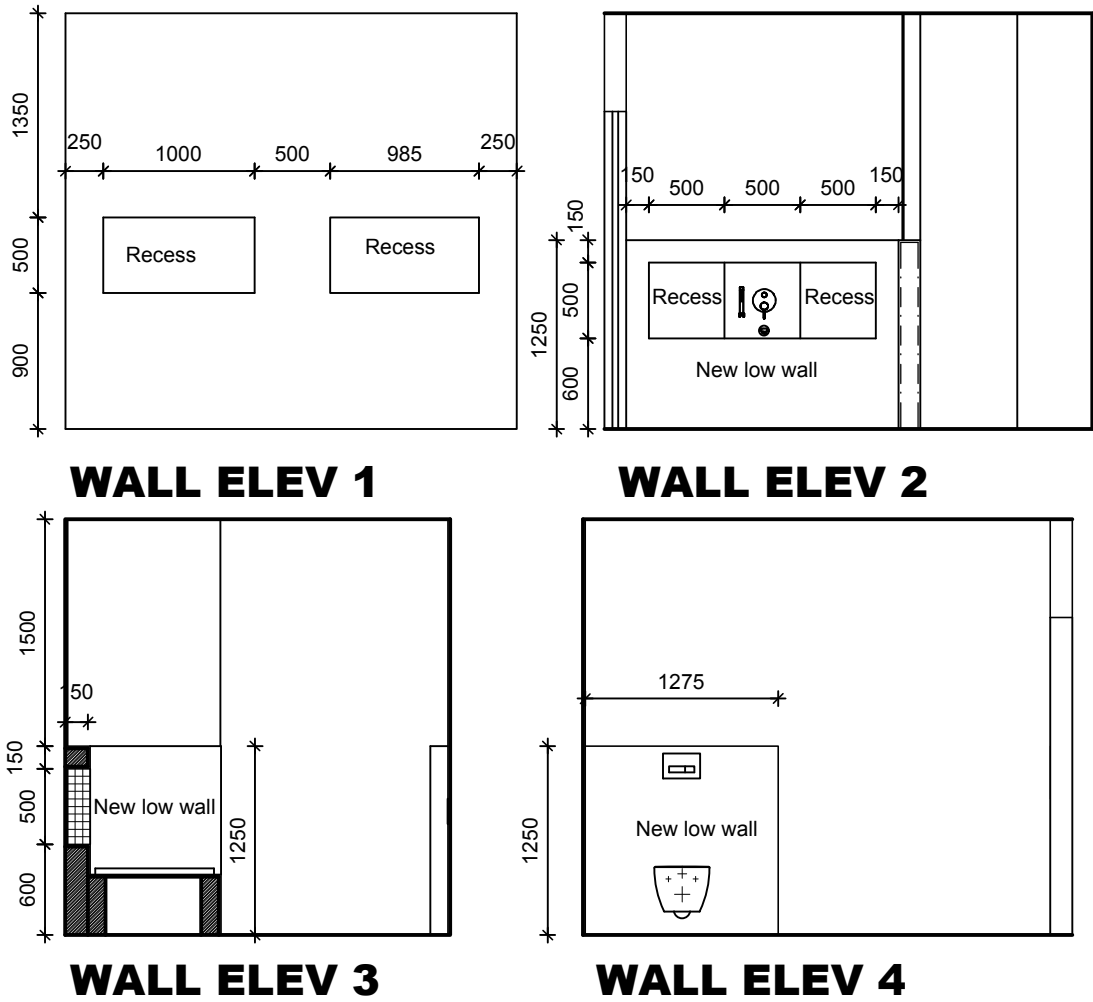 1350
250
1000
500
985
250
500
Recess
Recess
900
WALL ELEV 1
150
500
500
500
150
150
500
1250
600
Recess
Recess
New low wall
WALL ELEV 2
1500
150
150
500
600
New low wall
1250
WALL ELEV 3
1275
1250
New low wall
WALL ELEV 4